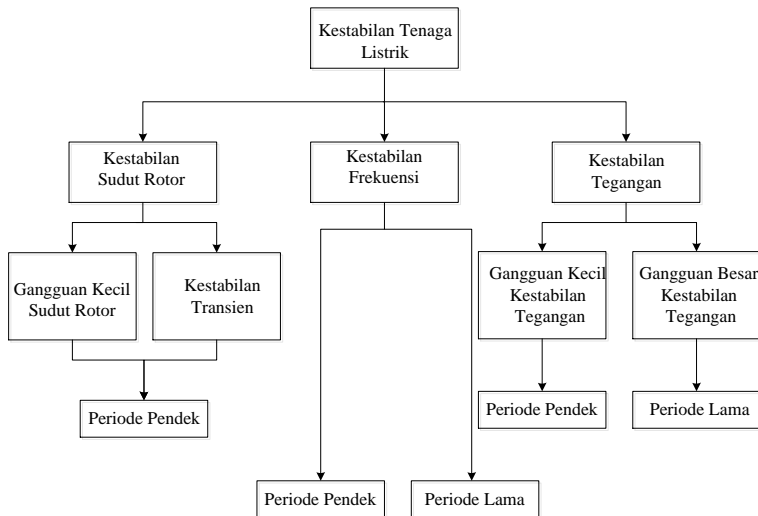 Kestabilan Tenaga
Listrik
Kestabilan
Sudut Rotor
Kestabilan
Frekuensi
Kestabilan
Tegangan
Gangguan Kecil
Sudut Rotor
Kestabilan
Transien
Gangguan Kecil
Kestabilan
Tegangan
Gangguan Besar
Kestabilan
Tegangan
Periode Pendek
Periode Pendek
Periode Lama
Periode Pendek
Periode Lama